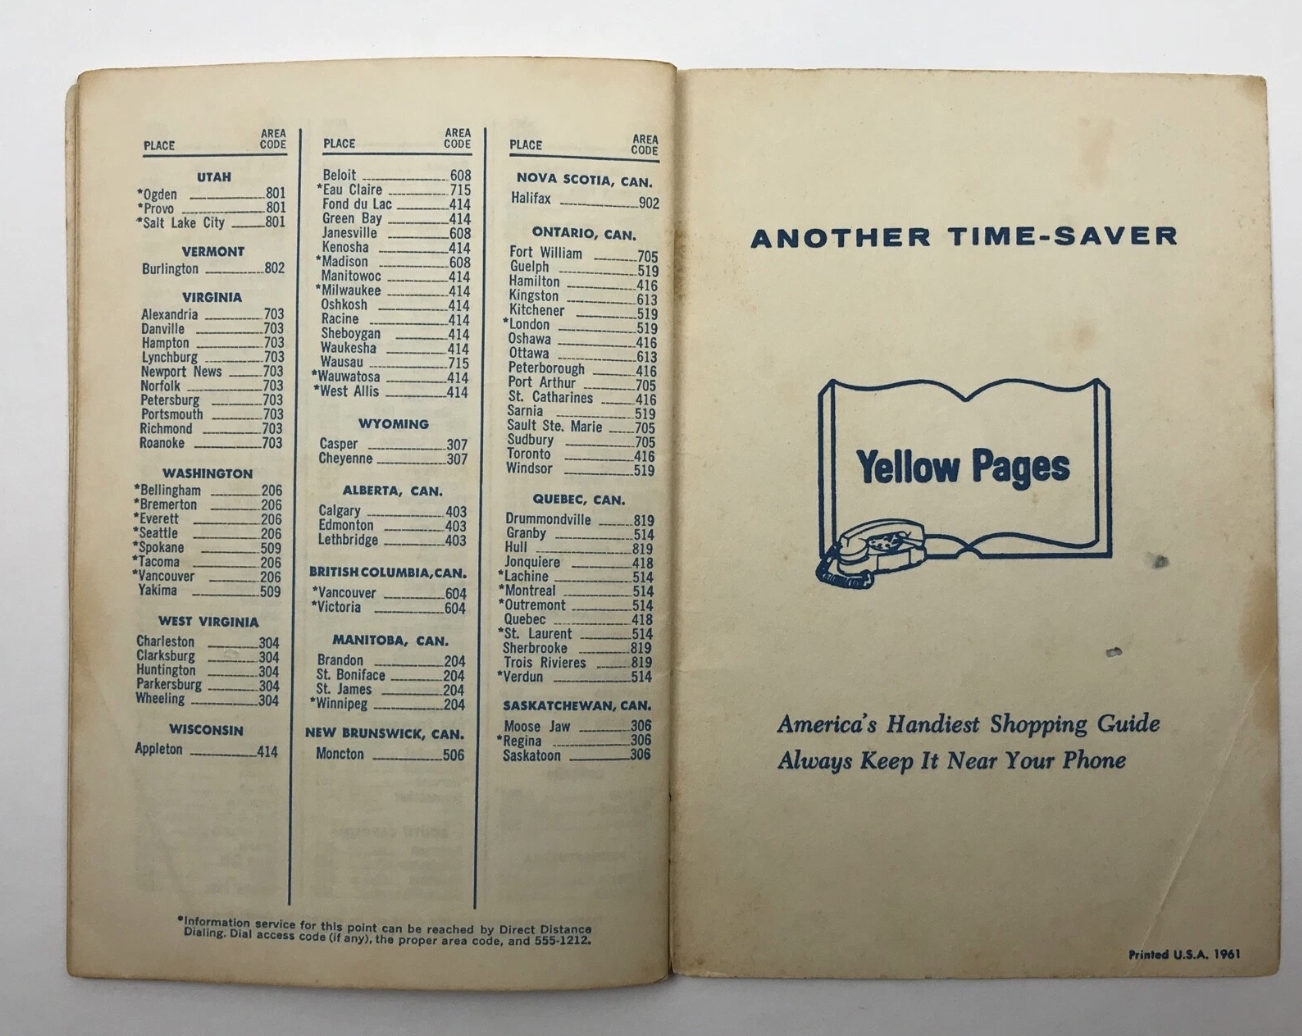 PLACE AREA CODE
UTAH
*Ogden 801
*Provo 801
*Salt Lake City 801
VERMONT
Burlington 802
VIRGINIA
Alexandria 703
Danville 703
Hampton 703
Lynchburg 703
Newport News 703
Norfolk 703
Petersburg 703
Portsmouth 703
Richmond 703
Roanoke 703
WASHINGTON
*Bellingham 206
*Bremerton 206
*Everett 206
*Seattle 206
*Spokane 509
*Tacoma 206
*Vancouver 206
Yakima 509
WEST VIRGINIA
Charleston 304
Clarksburg 304
Huntington 304
Parkersburg 304
Wheeling 304
WISCONSIN
Appleton 414
PLACE AREA CODE
Beloit 608
*Eau Claire 715
Fond du Lac 414
Green Bay 414
Janesville 608
Kenosha 414
*Madison 608
Manitowoc 414
*Milwaukee 414
Oshkosh 414
Racine 414
Sheboygan 414
Waukesha 414
Wausau 715
*Wauwatosa 414
*West Allis 414
WYOMING
Casper 307
Cheyenne 307
ALBERTA, CAN.
Calgary 403
Edmonton 403
Lethbridge 403
BRITISH COLUMBIA, CAN.
*Vancouver 604
*Victoria 604
MANITOBA, CAN.
Brandon 204
St. Boniface 204
St. James 204
*Winnipeg 204
NEW BRUNSWICK, CAN.
Moncton 506
PLACE AREA CODE
NOVA SCOTIA, CAN.
Halifax 902
ONTARIO, CAN.
Fort William 705
Guelph 519
Hamilton 416
Kingston 613
Kitchener 519
*London 519
Oshawa 416
Ottawa 613
Peterborough 416
Port Arthur 705
St. Catharines 416
Sarnia 519
Sault Ste. Marie 705
Sudbury 705
Toronto 416
Windsor 519
QUEBEC, CAN.
Drummondville 819
Granby 514
Hull 819
Jonquiere 418
*Lachine 514
*Montreal 514
*Outremont 514
Quebec 418
*St. Laurent 514
Sherbrooke 819
Trois Rivieres 819
*Verdun 514
SASKATCHEWAN, CAN.
Moose Jaw 306
*Regina 306
Saskatoon 306
*Information service for this point can be reached by Direct Distance
Dialing. Dial access code (if any), the proper area code, and 555-1212.
ANOTHER TIME-SAVER
Yellow Pages
America's Handiest Shopping Guide
Always Keep It Near Your Phone
Printed U.S.A. 1961